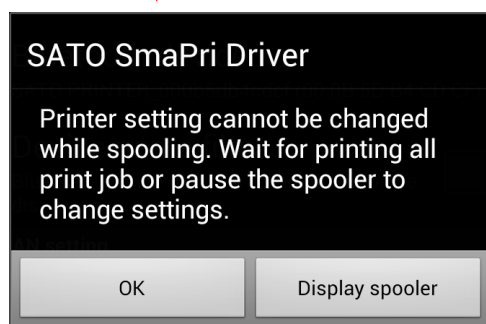 SATO SmaPri Driver
Printer setting cannot be changed
while spooling. Wait for printing all
print job or pause the spooler to
change settings.
OK
Display spooler